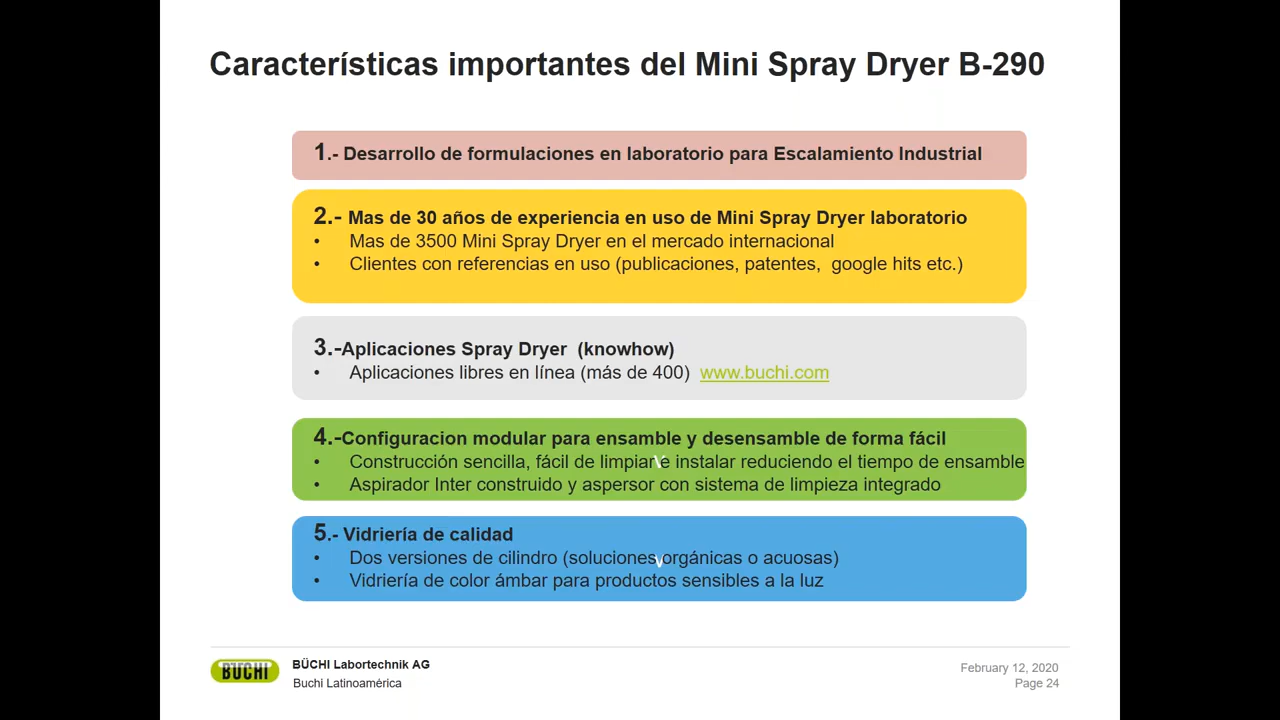 Características importantes del Mini Spray Dryer B-290
1.- Desarrollo de formulaciones en laboratorio para Escalamiento Industrial
2.- Mas de 30 años de experiencia en uso de Mini Spray Dryer laboratorio
• Mas de 3500 Mini Spray Dryer en el mercado internacional
• Clientes con referencias en uso (publicaciones, patentes, google hits etc.)
3.-Aplicaciones Spray Dryer (knowhow)
• Aplicaciones libres en línea (más de 400) www.buchi.com
4.-Configuracion modular para ensamble y desensamble de forma fácil
• Construcción sencilla, fácil de limpiar e instalar reduciendo el tiempo de ensamble
• Aspirador Inter construido y aspersor con sistema de limpieza integrado
5.- Vidriería de calidad
• Dos versiones de cilindro (soluciones orgánicas o acuosas)
• Vidriería de color ámbar para productos sensibles a la luz
BÜCHI
BÜCHI Labortechnik AG
Buchi Latinoamérica
February 12, 2020
Page 24